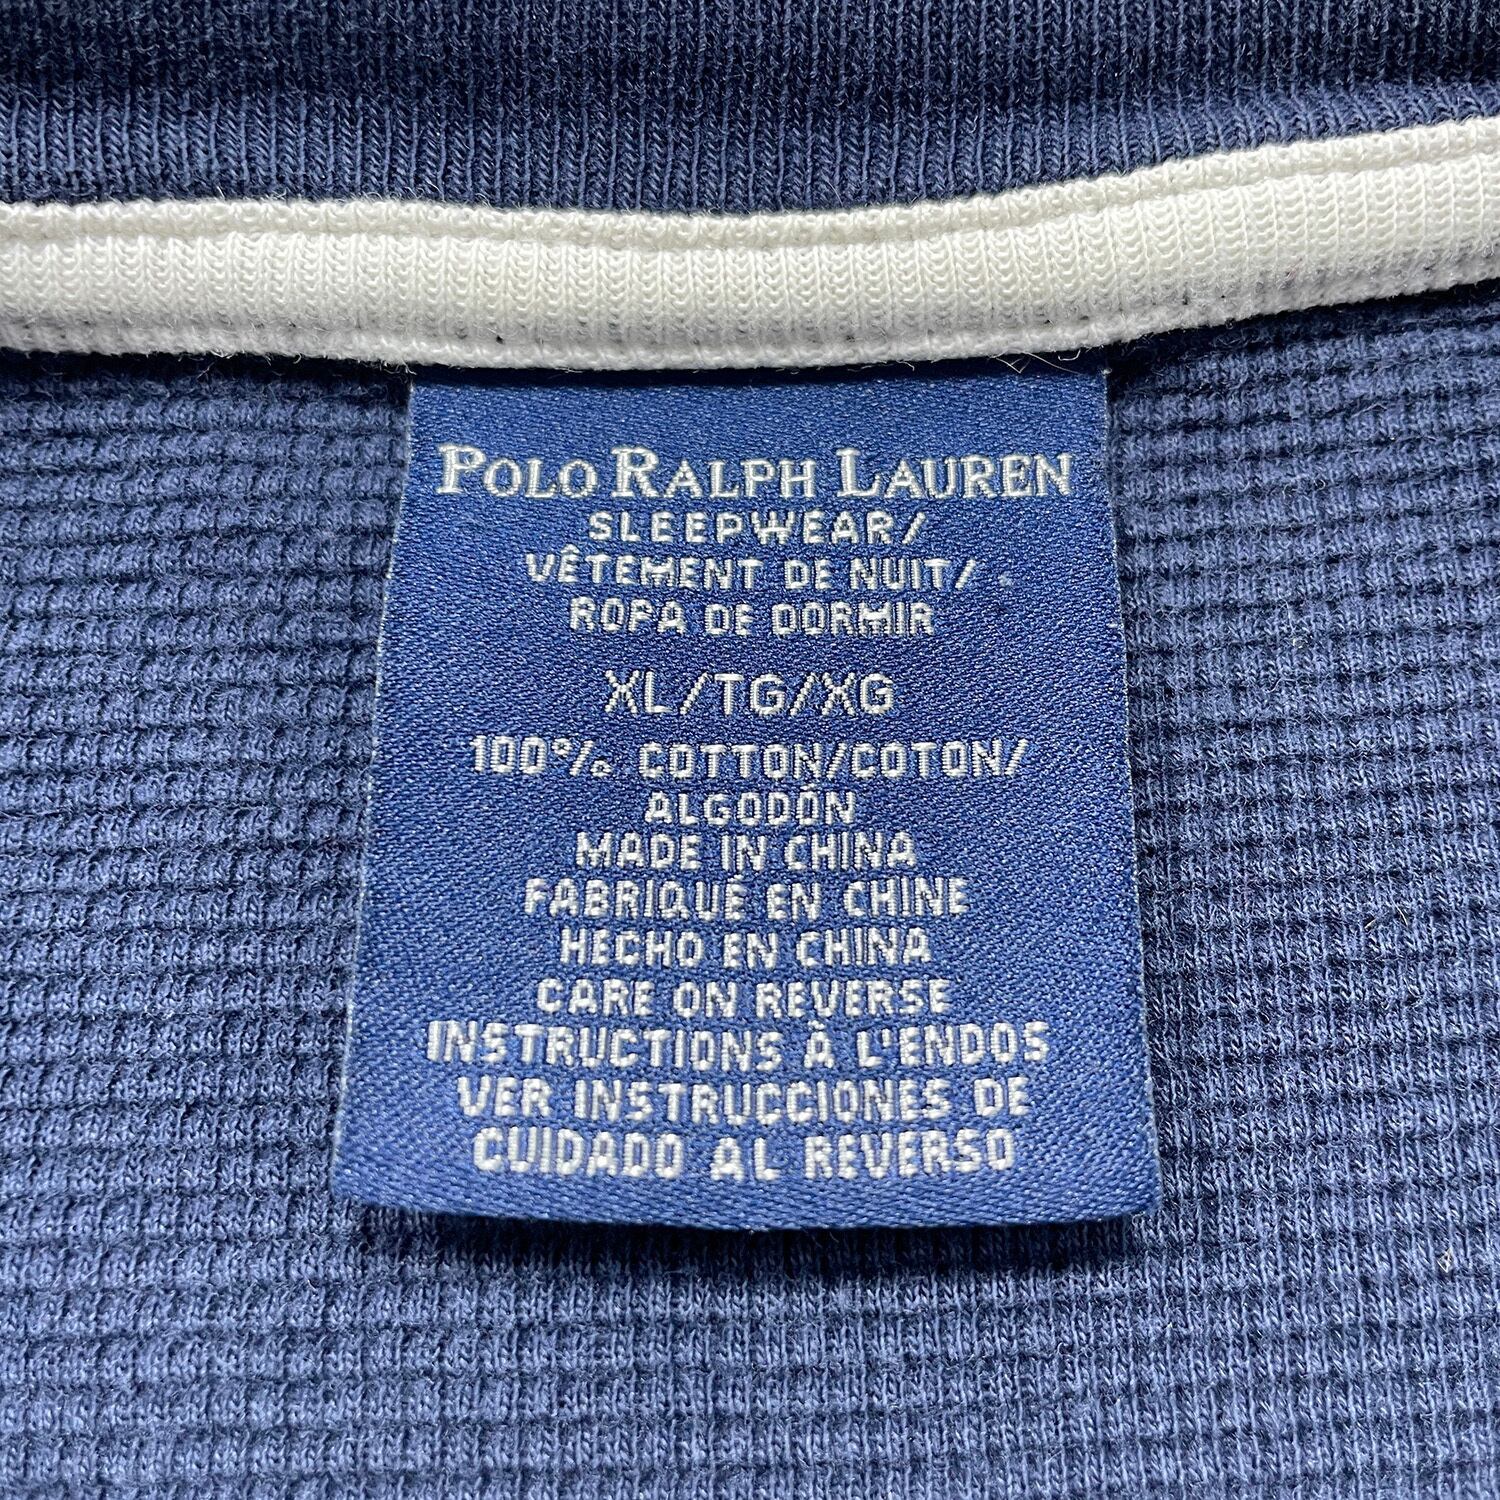 POLO RALPH LAUREN
SLEEPWEAR/
VÊTEMENT DE NUIT/
ROPA DE DORMIR
XL/TG/XG
100% COTTON/COTON/
ALGODÓN
MADE IN CHINA
FABRIQUÉ EN CHINE
HECHO EN CHINA
CARE ON REVERSE
INSTRUCTIONS À L'ENDOS
VER INSTRUCCIONES DE
CUIDADO AL REVERSO